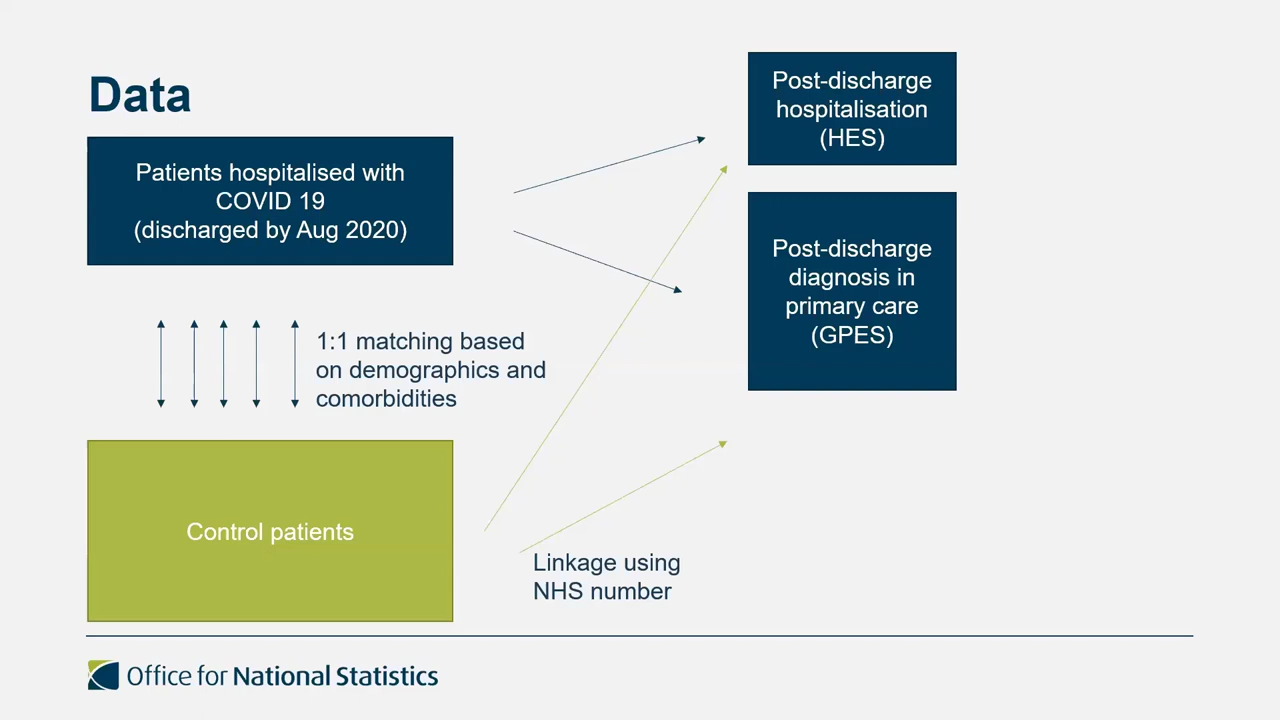 Data
Patients hospitalised with
COVID 19
(discharged by Aug 2020)
1:1 matching based
on demographics and
comorbidities
Control patients
Linkage using
NHS number
Post-discharge
hospitalisation
(HES)
Post-discharge
diagnosis in
primary care
(GPES)
Office for National Statistics